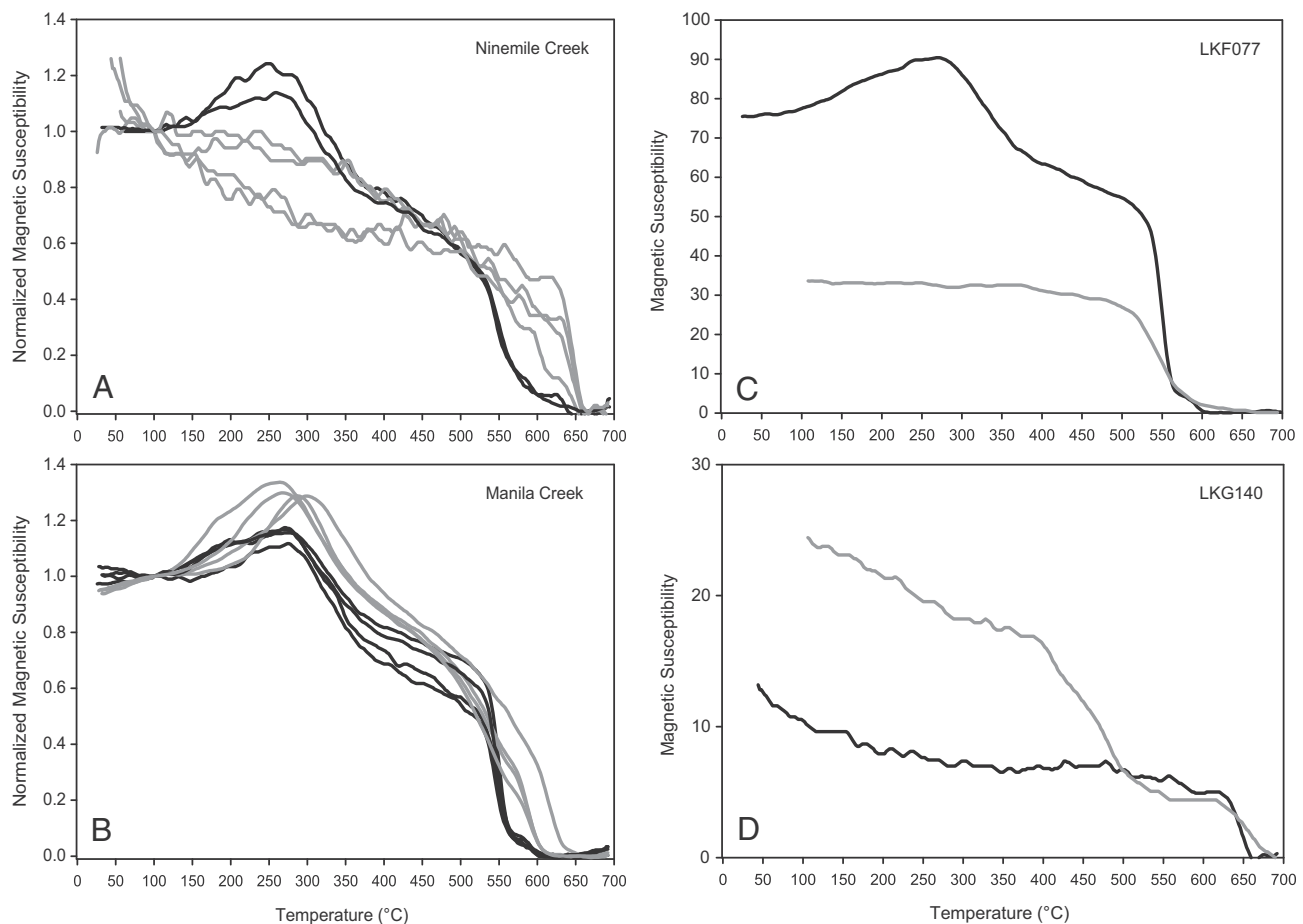 1.4
1.2
1.0
0.8
0.6
0.4
0.2
0.0
Normalized Magnetic Susceptibility
Ninemile Creek
A
0 50 100 150 200 250 300 350 400 450 500 550 600 650 700
100
90
80
70
60
50
40
30
20
10
0
Magnetic Susceptibility
LKF077
C
0 50 100 150 200 250 300 350 400 450 500 550 600 650 700
1.4
1.2
1.0
0.8
0.6
0.4
0.2
0.0
Normalized Magnetic Susceptibility
Manila Creek
B
0 50 100 150 200 250 300 350 400 450 500 550 600 650 700
Temperature (°C)
30
20
10
0
Magnetic Susceptibility
LKG140
D
0 50 100 150 200 250 300 350 400 450 500 550 600 650 700
Temperature (°C)